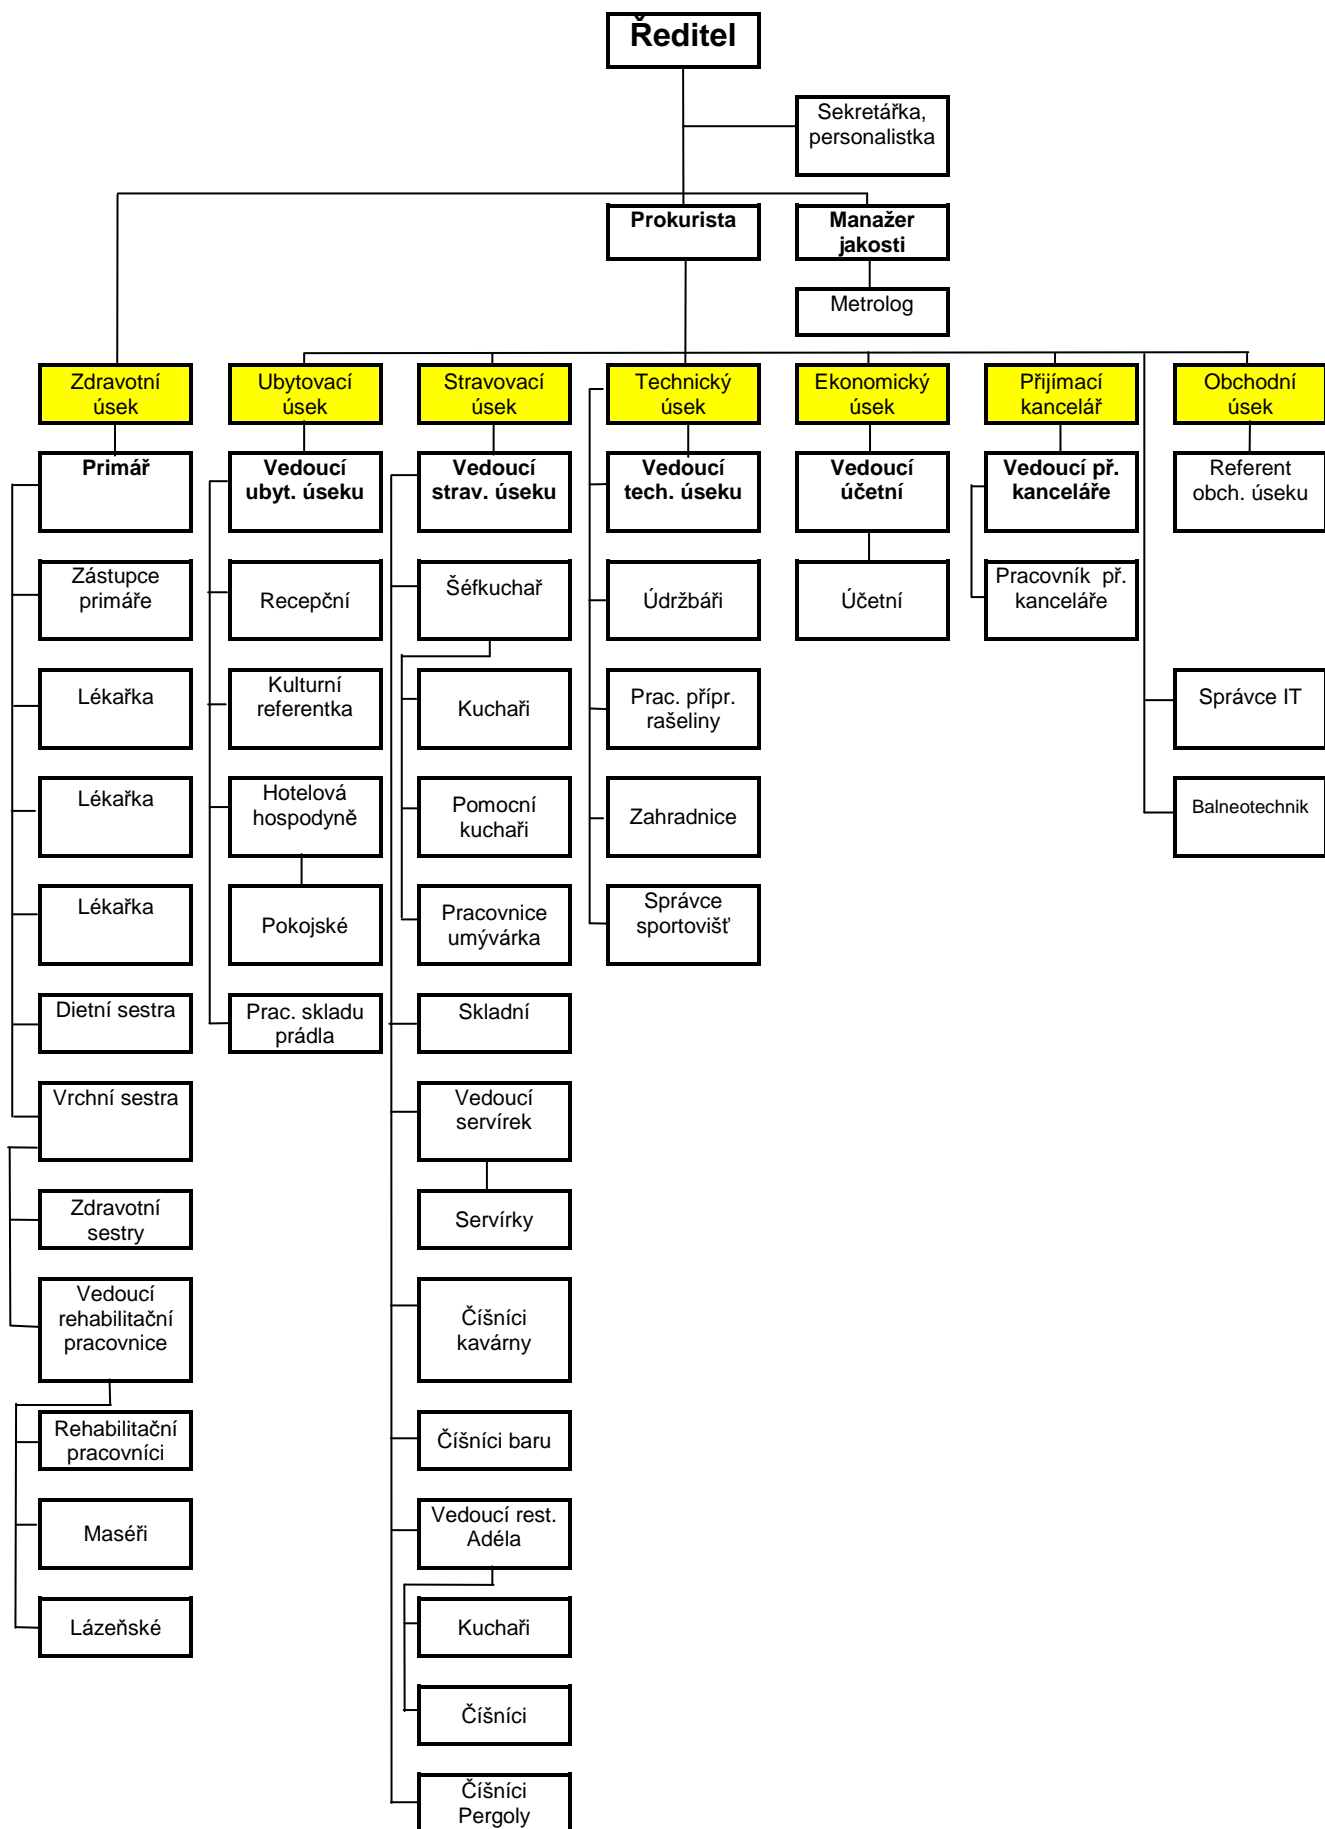 Ředitel
Sekretářka,
personalistka
Prokurista
Manažer
jakosti
Metrolog
Zdravotní
úsek
Ubytovací
úsek
Stravovací
úsek
Technický
úsek
Ekonomický
úsek
Přijímací
kancelář
Obchodní
úsek
Primář
Vedoucí
ubyt. úseku
Vedoucí
strav. úseku
Vedoucí
tech. úseku
Vedoucí
účetní
Vedoucí př.
kanceláře
Referent
obch. úseku
Zástupce
primáře
Recepční
Šéfkuchař
Údržbáři
Účetní
Pracovník př.
kanceláře
Lékařka
Kulturní
referentka
Kuchaři
Prac. přípr.
rašeliny
Správce IT
Lékařka
Hotelová
hospodyně
Pomocní
kuchaři
Zahradnice
Balneotechnik
Lékařka
Pokojské
Pracovnice
umývárka
Správce
sportovišť
Dietní sestra
Prac. skladu
prádla
Skladní
Vrchní sestra
Vedoucí
servírek
Zdravotní
sestry
Servírky
Vedoucí
rehabilitační
pracovnice
Číšníci
kavárny
Rehabilitační
pracovníci
Číšníci baru
Maséři
Vedoucí rest.
Adéla
Lázeňské
Kuchaři
Číšníci
Číšníci
Pergoly